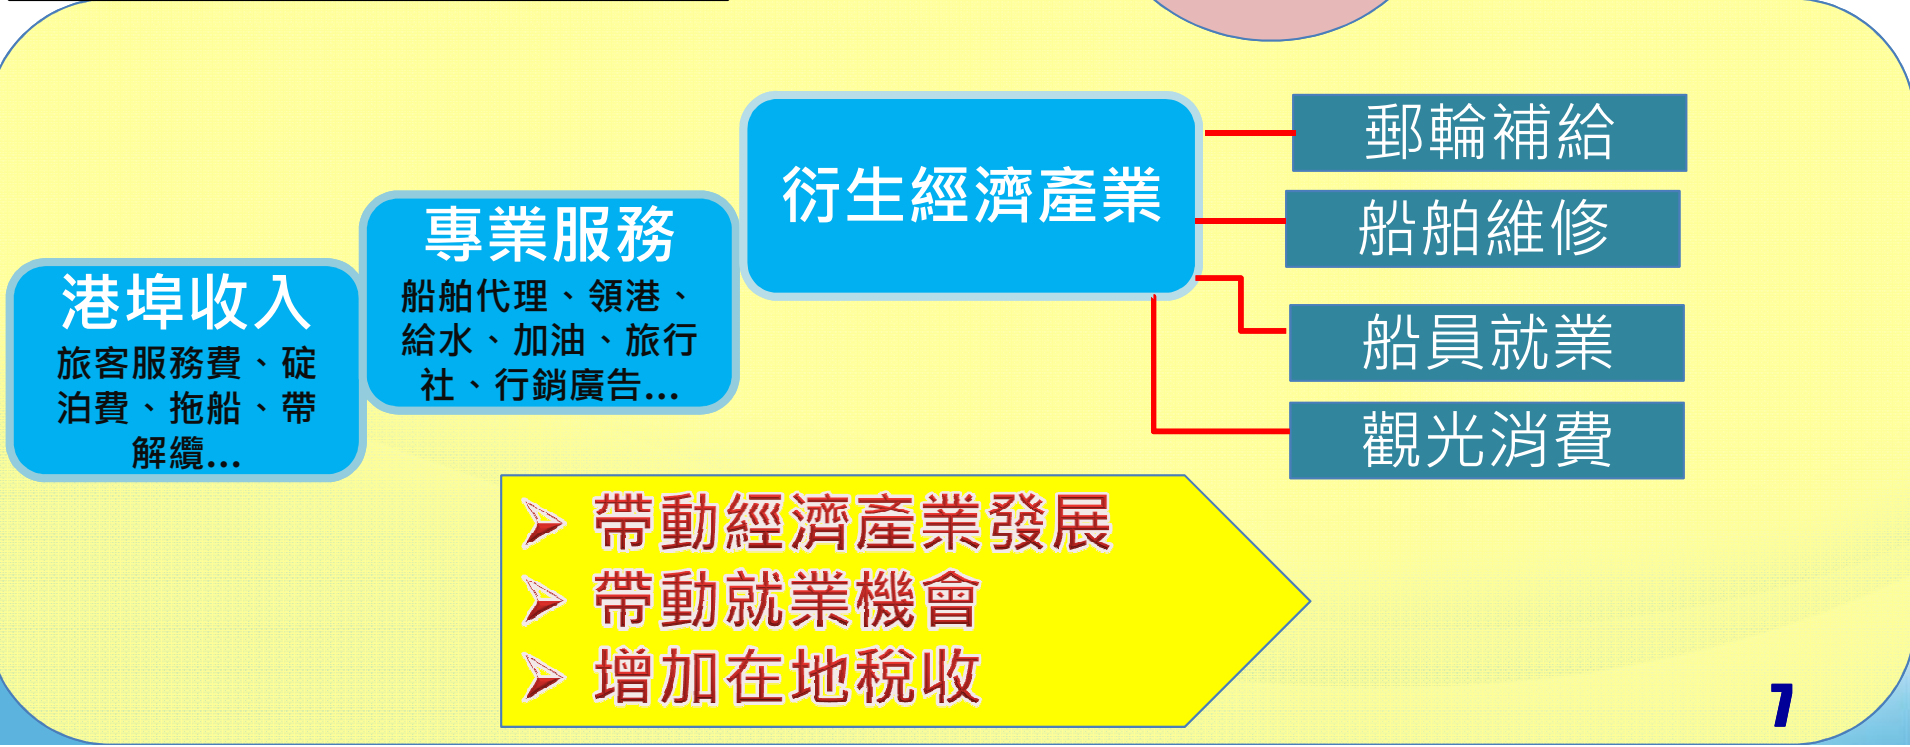 港埠收入
旅客服務費、碇
泊費、拖船、帶
解纜...
專業服務
船舶代理、領港、
給水、加油、旅行
社、行銷廣告...
衍生經濟產業
郵輪補給
船舶維修
船員就業
觀光消費
➢ 帶動經濟產業發展
➢ 帶動就業機會
➢ 增加在地稅收
7